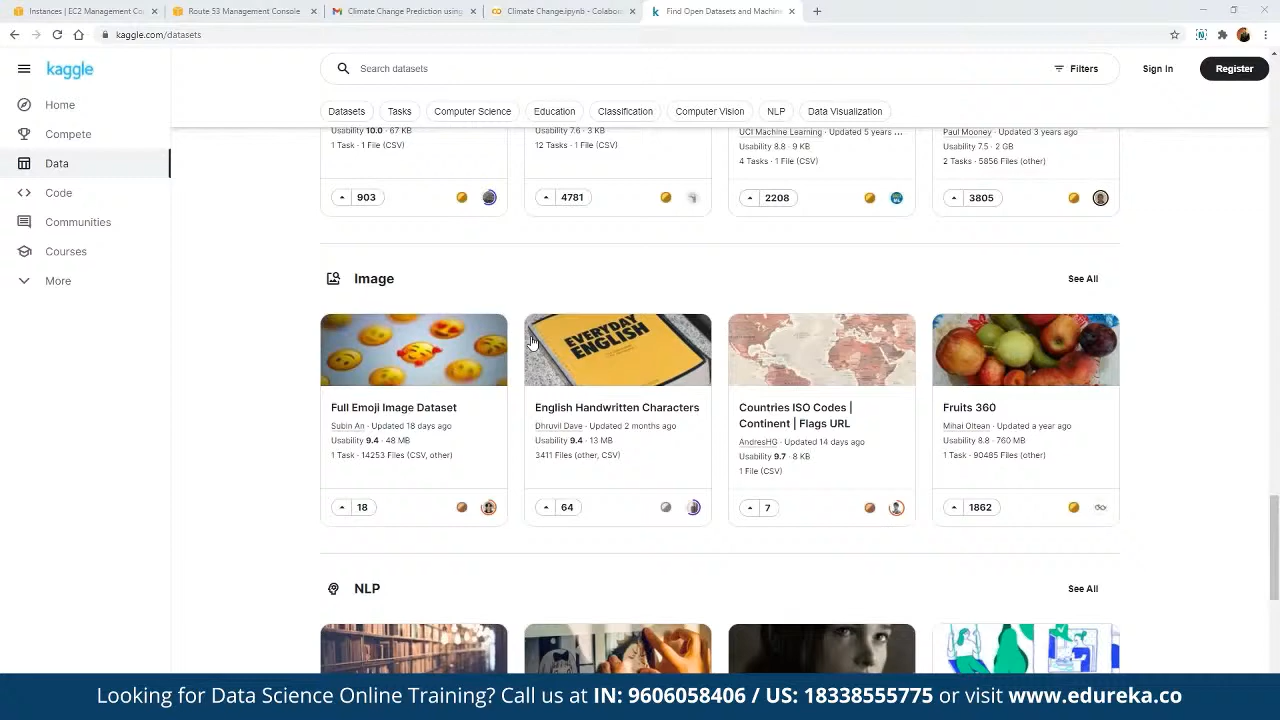 Instances | EC2 Management Co
Route 53 Management Console
Climate Change Prediction using
Climate Change.ipynb - Colabo
Find Open Datasets and Machin
kaggle.com/datasets
kaggle
Search datasets
Filters
Sign In
Register
Datasets
Tasks
Computer Science
Education
Classification
Computer Vision
NLP
Data Visualization
Home
Compete
Data
Code
Communities
Courses
More
Usability 10.0 · 67 KB
1 Task · 1 File (CSV)
903
Usability 7.6 · 3 KB
12 Tasks · 1 File (CSV)
4781
UCI Machine Learning · Updated 5 years ...
Usability 8.8 · 9 KB
4 Tasks · 1 File (CSV)
2208
Paul Mooney · Updated 3 years ago
Usability 7.5 · 2 GB
2 Tasks · 5856 Files (other)
3805
Image
See All
Full Emoji Image Dataset
Subin An · Updated 18 days ago
Usability 9.4 · 48 MB
1 Task · 14253 Files (CSV, other)
18
EVERYDAY
ENGLISH
English Handwritten Characters
Dhruvil Dave · Updated 2 months ago
Usability 9.4 · 13 MB
3411 Files (other, CSV)
64
Countries ISO Codes |
Continent | Flags URL
AndresHG · Updated 14 days ago
Usability 9.7 · 8 KB
1 File (CSV)
7
Fruits 360
Mihai Oltean · Updated a year ago
Usability 8.8 · 760 MB
1 Task · 90485 Files (other)
1862
NLP
See All
Looking for Data Science Online Training? Call us at IN: 9606058406 / US: 18338555775 or visit www.edureka.co